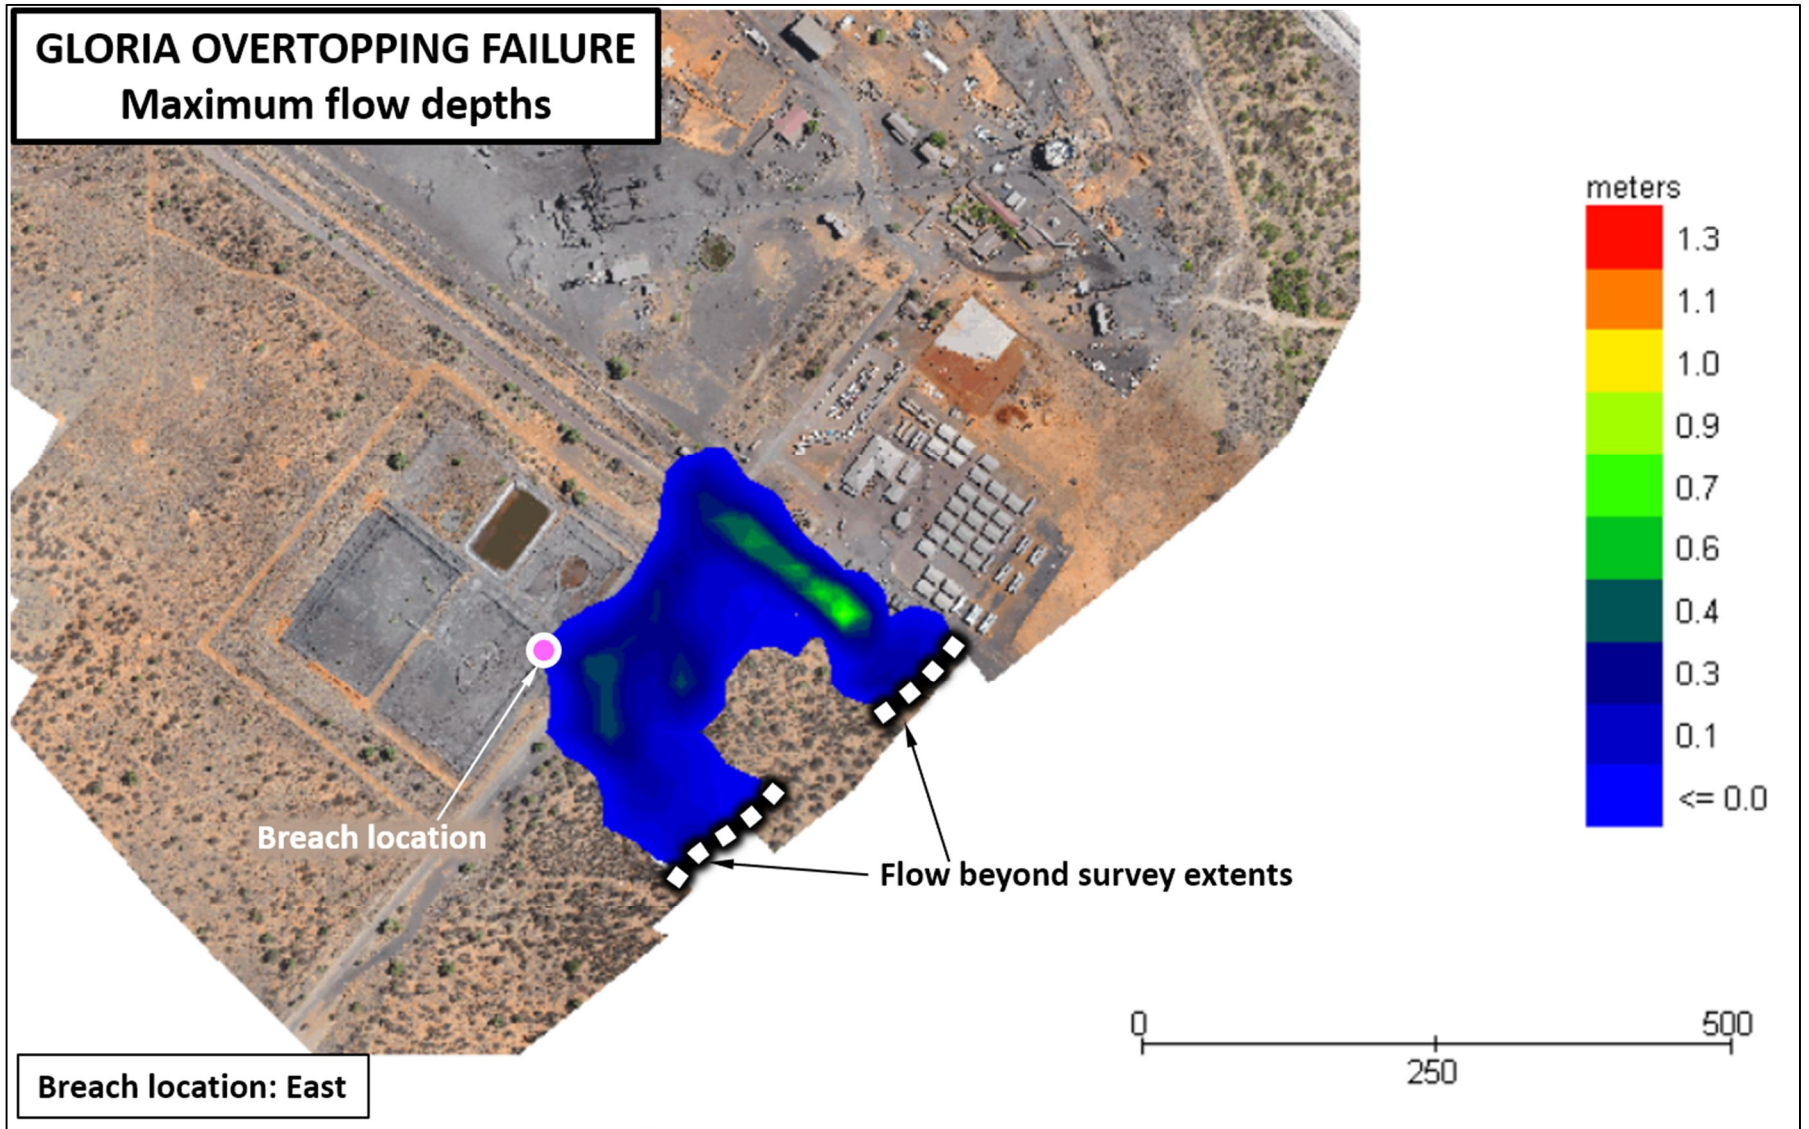 GLORIA OVERTOPPING FAILURE
Maximum flow depths
meters
1.3
1.1
1.0
0.9
0.7
0.6
0.4
0.3
0.1
<= 0.0
Breach location
Flow beyond survey extents
0 500
250
Breach location: East